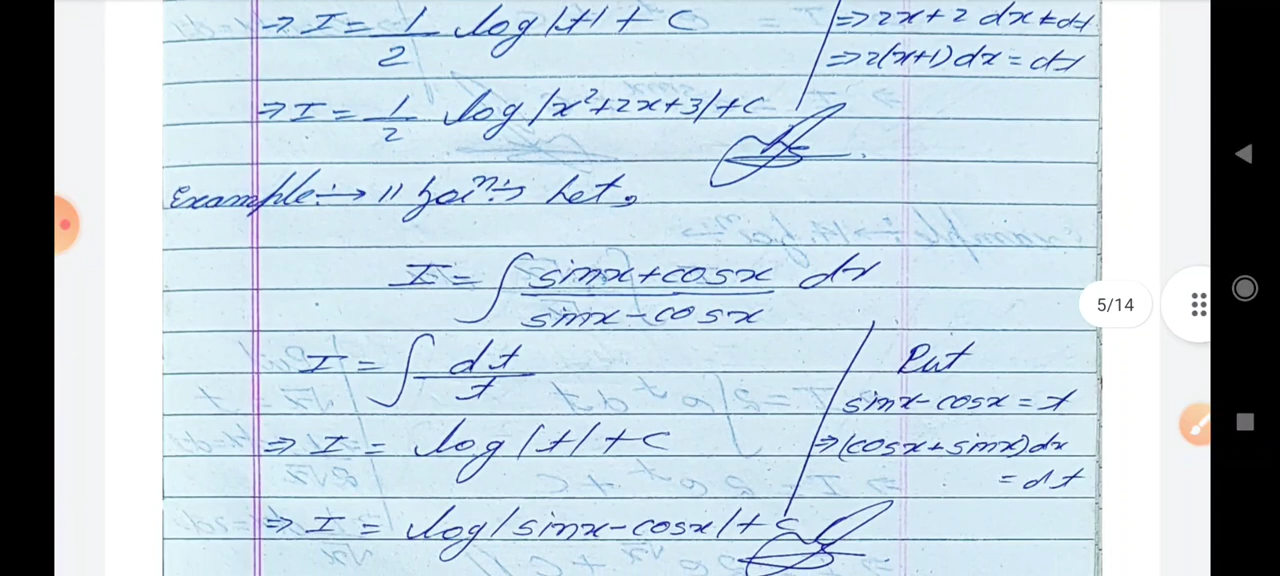 ⇒ I = 1/2 log|t| + C
⇒ 2x+2 dx = dt
⇒ 2(x+1) dx = dt
⇒ I = 1/2 log|x²+2x+3| + C
Example :→ 11 Solⁿ :→ Let,
I = ∫ (sinx + cosx)/(sinx - cosx) dx
I = ∫ dt/t
Put
sinx - cosx = t
⇒ I = log|t| + C
⇒ (cosx + sinx) dx
= dt
⇒ I = log|sinx - cosx| + C
5/14